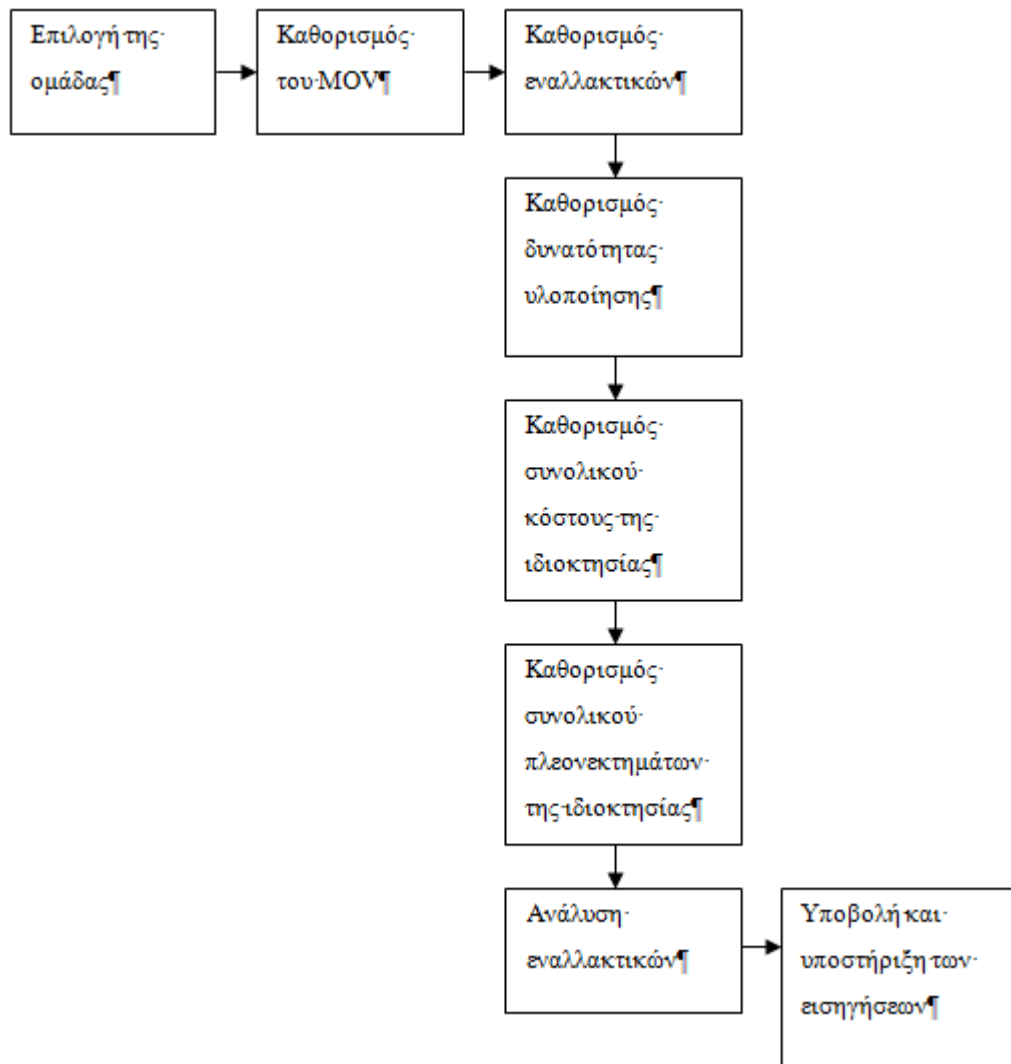 Επιλογή της
ομάδας¶
Καθορισμός
του MOV¶
Καθορισμός
εναλλακτικών¶
Καθορισμός
δυνατότητας
υλοποίησης¶
Καθορισμός
συνολικού
κόστους της
ιδιοκτησίας¶
Καθορισμός
συνολικού
πλεονεκτημάτων
της ιδιοκτησίας¶
Ανάλυση
εναλλακτικών¶
Υποβολή και
υποστήριξη των
εισηγήσεων¶